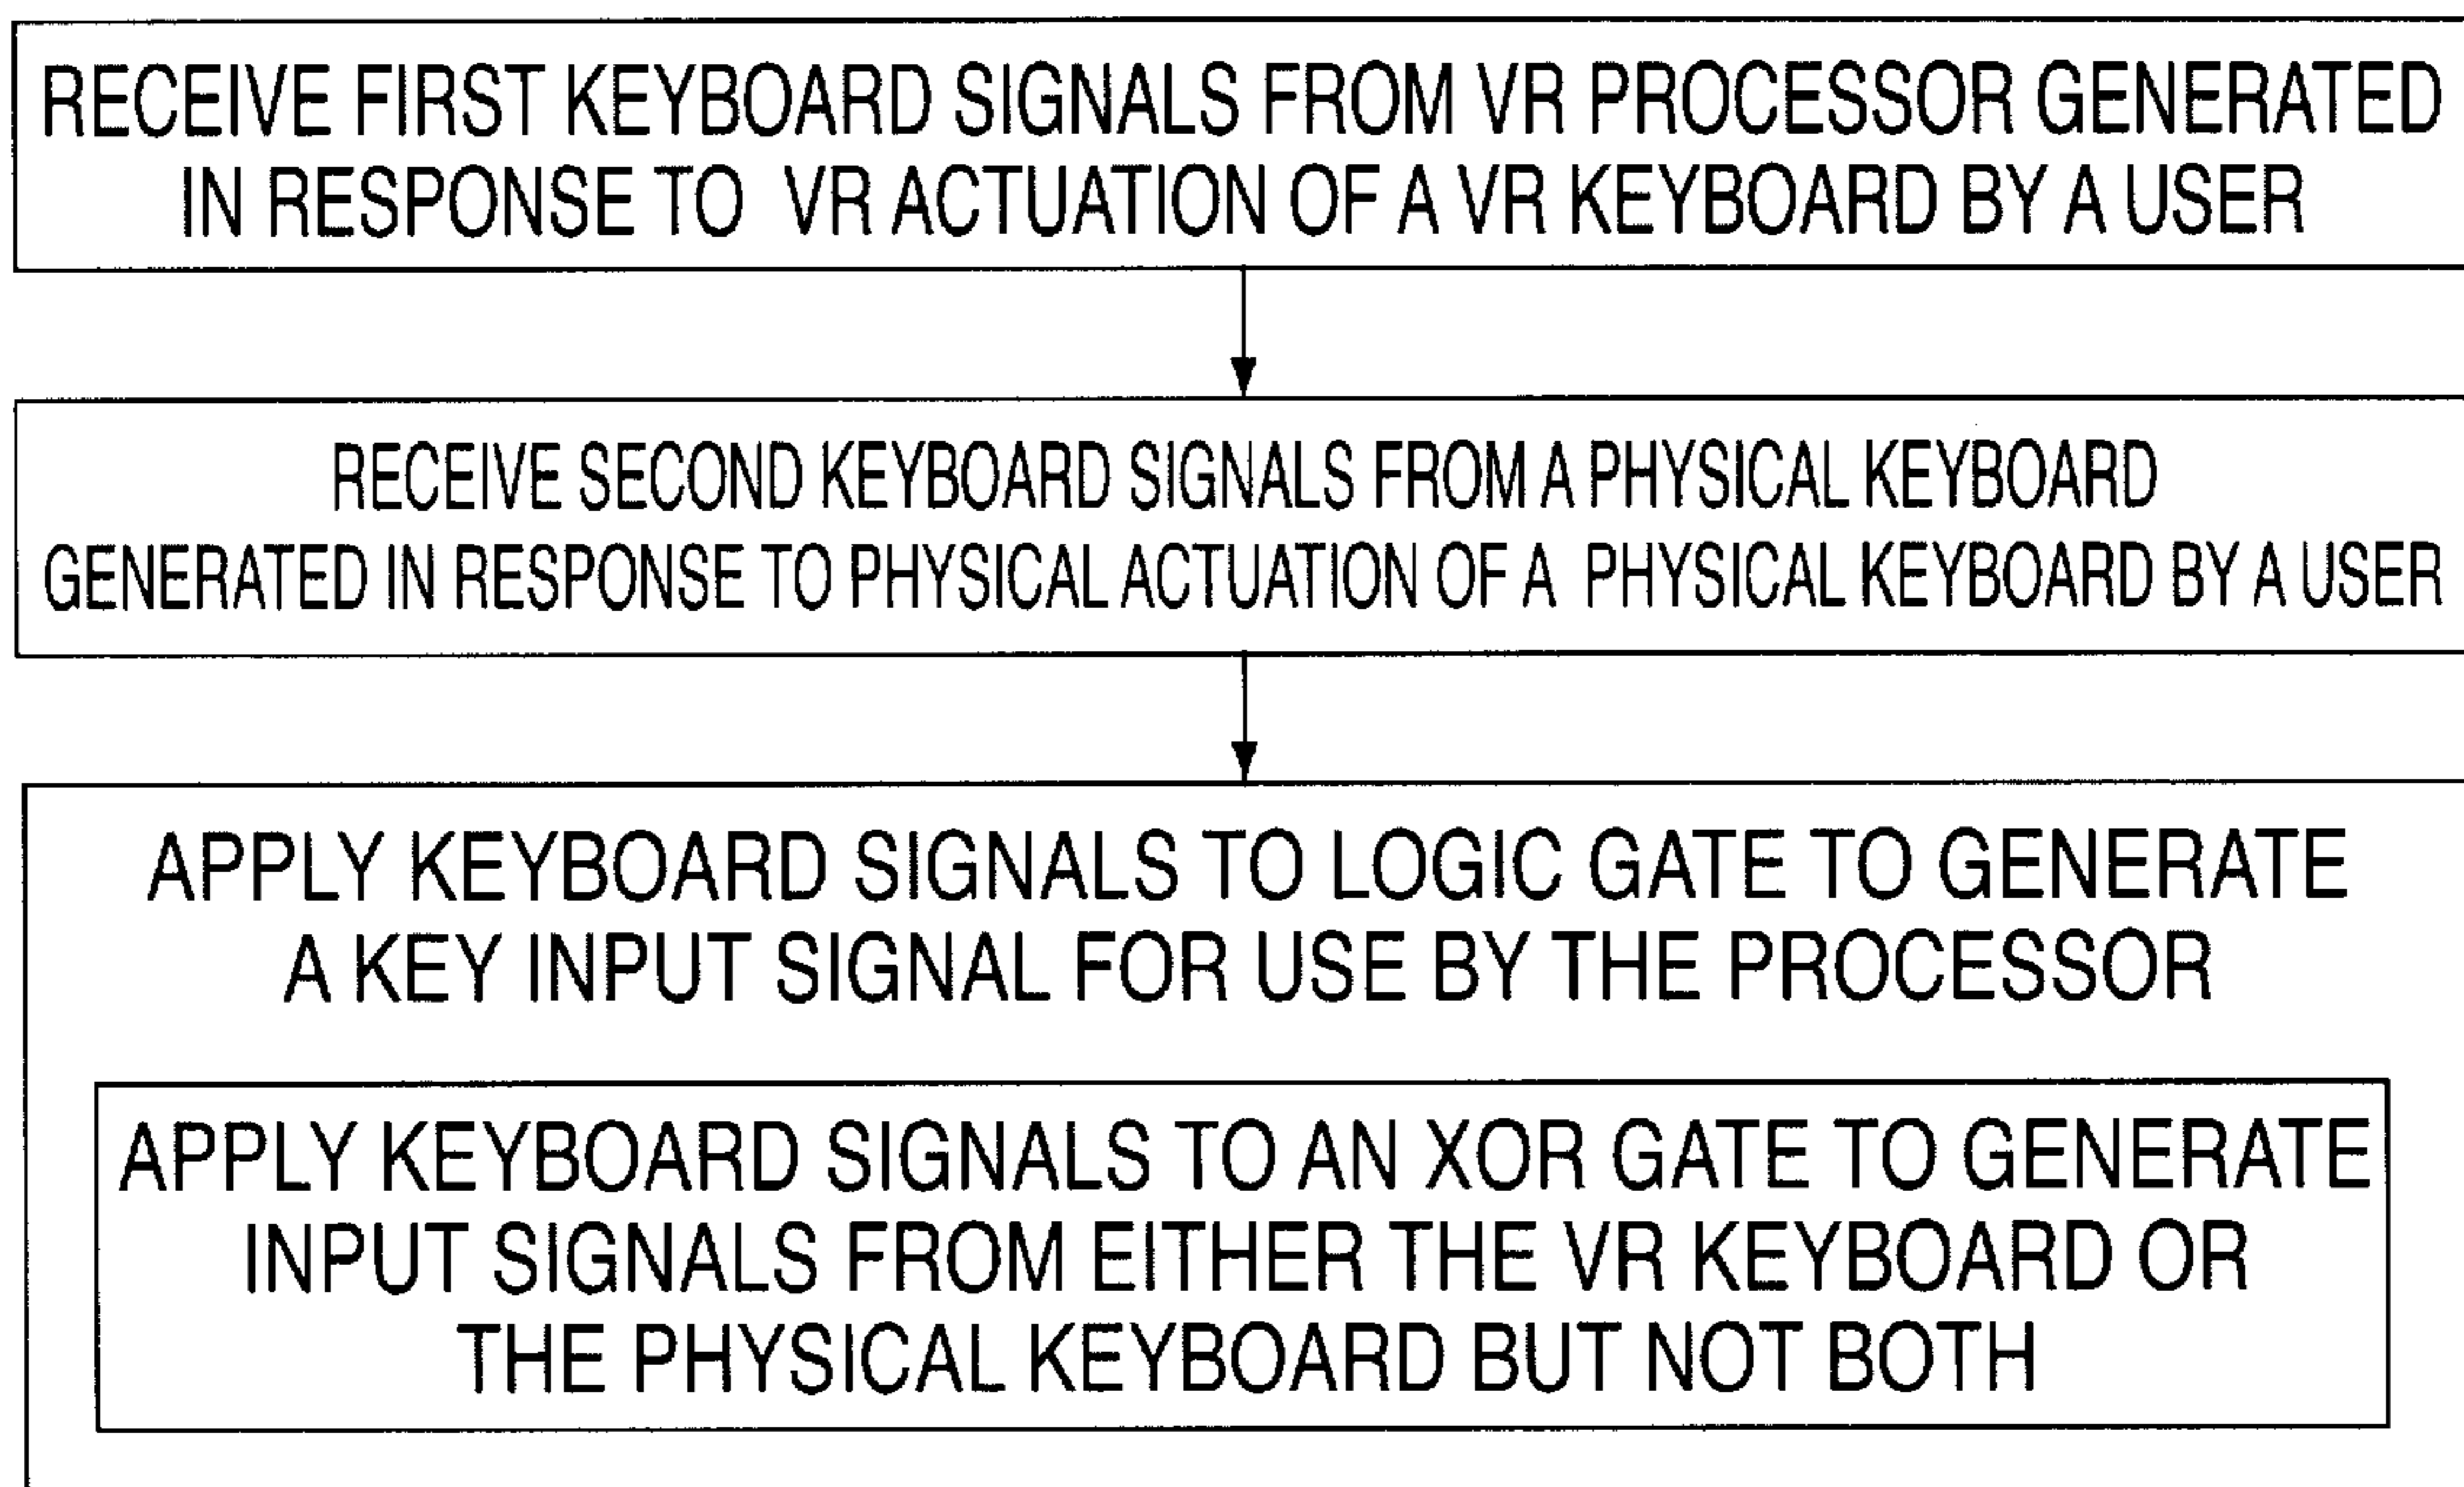 RECEIVE FIRST KEYBOARD SIGNALS FROM VR PROCESSOR GENERATED
IN RESPONSE TO VR ACTUATION OF A VR KEYBOARD BY A USER
RECEIVE SECOND KEYBOARD SIGNALS FROM A PHYSICAL KEYBOARD
GENERATED IN RESPONSE TO PHYSICAL ACTUATION OF A PHYSICAL KEYBOARD BY A USER
APPLY KEYBOARD SIGNALS TO LOGIC GATE TO GENERATE
A KEY INPUT SIGNAL FOR USE BY THE PROCESSOR
APPLY KEYBOARD SIGNALS TO AN XOR GATE TO GENERATE
INPUT SIGNALS FROM EITHER THE VR KEYBOARD OR
THE PHYSICAL KEYBOARD BUT NOT BOTH